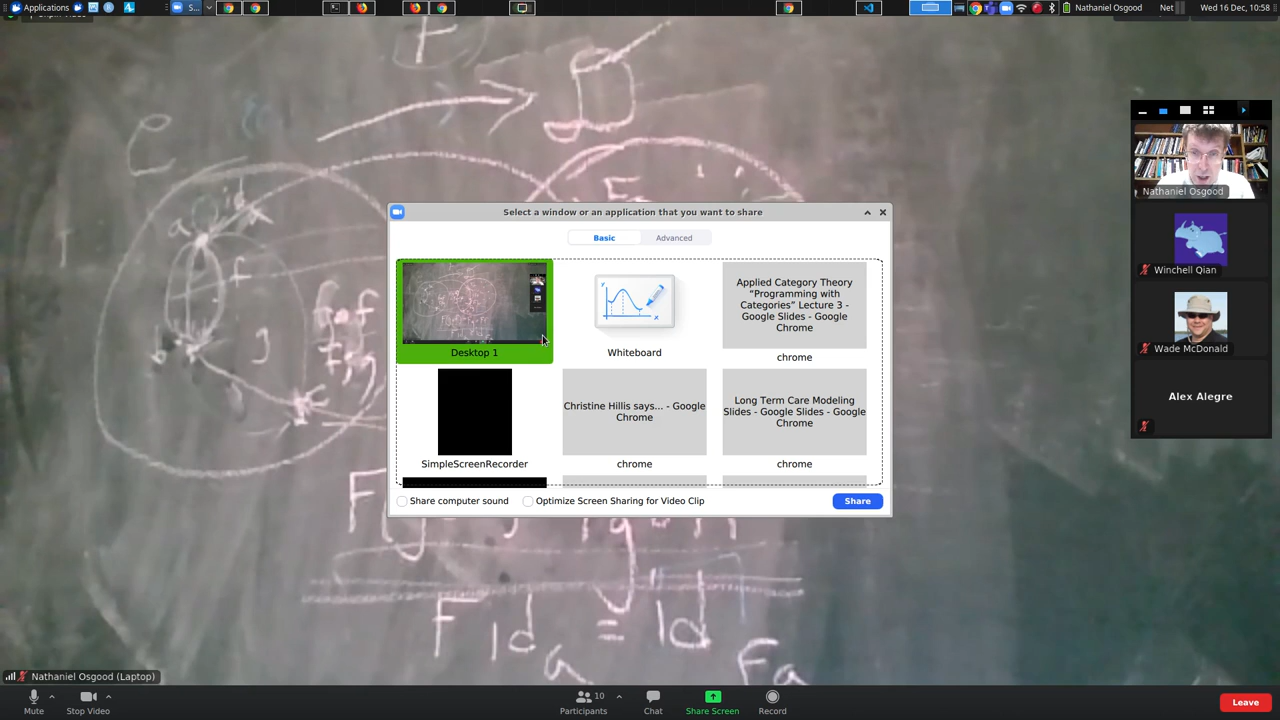 Applications
S...
Nathaniel Osgood
Net
Wed 16 Dec, 10:58
F
C
id
f
g
Select a window or an application that you want to share
Basic
Advanced
Desktop 1
Whiteboard
Applied Category Theory
“Programming with
Categories” Lecture 3 -
Google Slides - Google
Chrome
chrome
SimpleScreenRecorder
Christine Hillis says... - Google
Chrome
chrome
Long Term Care Modeling
Slides - Google Slides - Google
Chrome
chrome
Share computer sound
Optimize Screen Sharing for Video Clip
Share
Nathaniel Osgood
Winchell Qian
Wade McDonald
Alex Alegre
F id a = id Fa
Nathaniel Osgood (Laptop)
Mute
Stop Video
10
Participants
Chat
Share Screen
Record
Leave